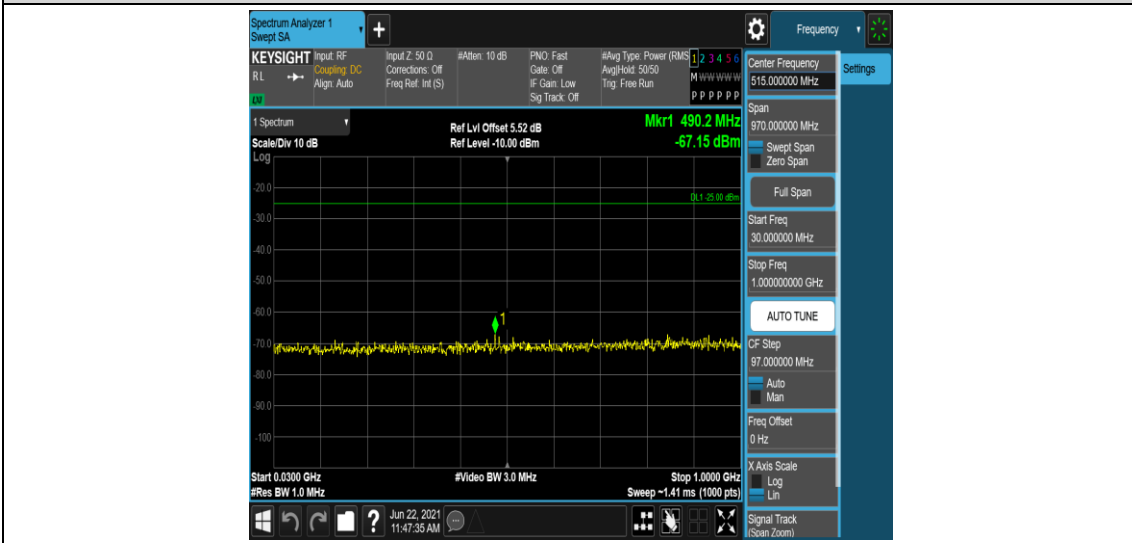 Spectrum Analyzer 1
Swept SA
+
Frequency
KEYSIGHT
RL
LXI
Input: RF
Coupling: DC
Align: Auto
Input Z: 50 Ω
Corrections: Off
Freq Ref: Int (S)
#Atten: 10 dB
PNO: Fast
Gate: Off
IF Gain: Low
Sig Track: Off
#Avg Type: Power (RMS
Avg|Hold: 50/50
Trig: Free Run
1 2 3 4 5 6
M W W W W W
P P P P P P
Center Frequency
515.000000 MHz
Settings
1 Spectrum
Scale/Div 10 dB
Log
Ref Lvl Offset 5.52 dB
Ref Level -10.00 dBm
Mkr1 490.2 MHz
-67.15 dBm
Span
970.000000 MHz
Swept Span
Zero Span
Full Span
Start Freq
30.000000 MHz
Stop Freq
1.000000000 GHz
AUTO TUNE
CF Step
97.000000 MHz
Auto
Man
Freq Offset
0 Hz
X Axis Scale
Log
Lin
Signal Track
(Span Zoom)
DL1 -25.00 dBm
-20.0
-30.0
-40.0
-50.0
-60.0
-70.0
-80.0
-90.0
-100
1
Start 0.0300 GHz
#Res BW 1.0 MHz
#Video BW 3.0 MHz
Stop 1.0000 GHz
Sweep ~1.41 ms (1000 pts)
?
Jun 22, 2021
11:47:35 AM